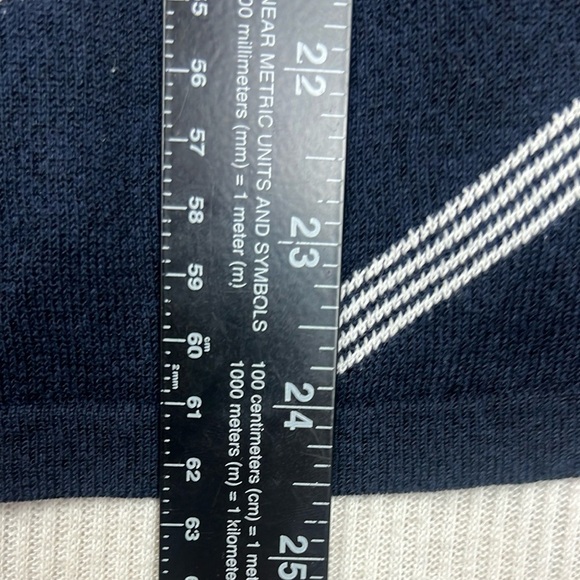 22
23
24
25
NEAR METRIC UNITS AND SYMBOLS
00 millimeters (mm) = 1 meter (m)
100 centimeters (cm) = 1 met
1000 meters (m) = 1 kilomete
55
56
57
58
59
60 cm
2mm
61
62
63